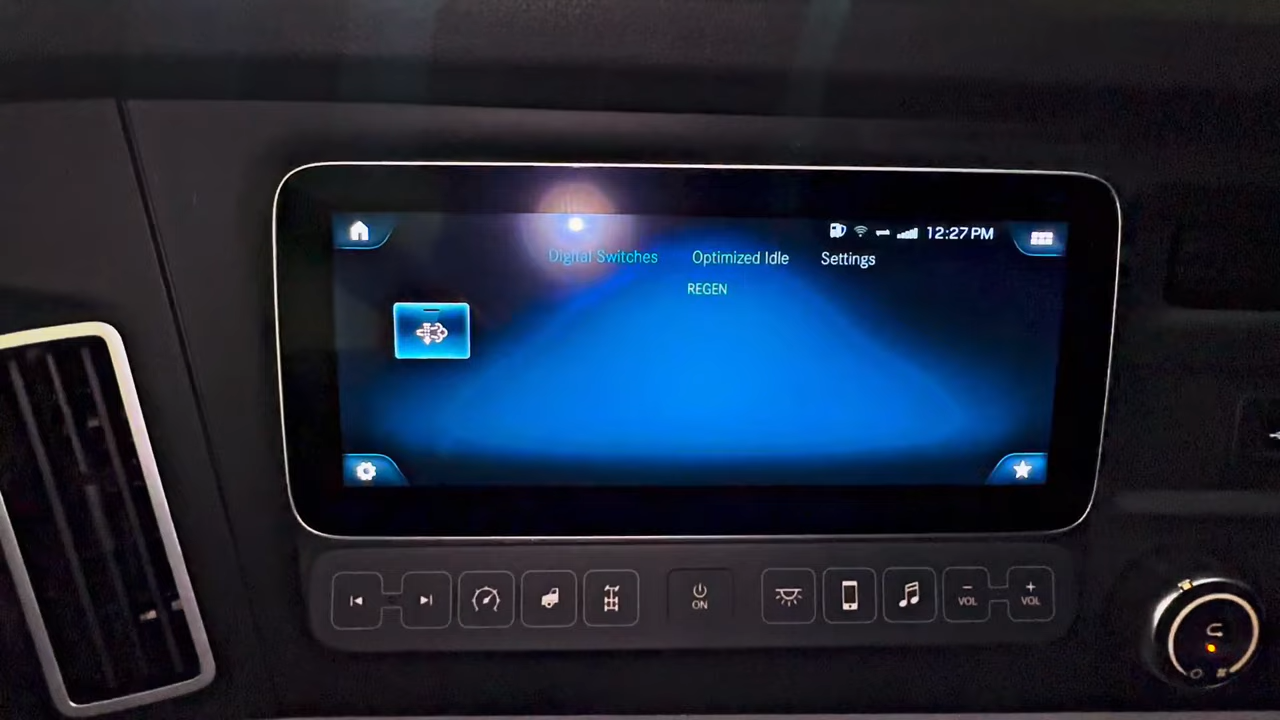 12:27 PM
Digital Switches Optimized Idle Settings
REGEN
ON
− VOL
+ VOL